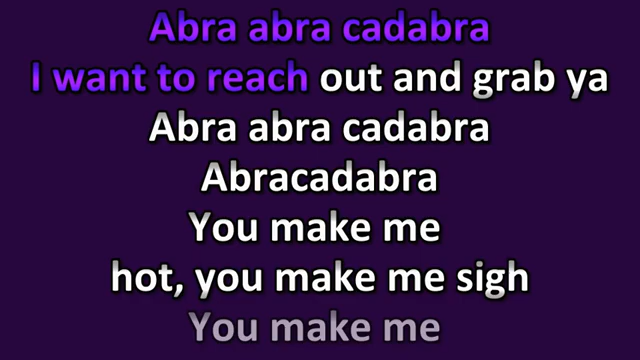 Abra abra cadabra
I want to reach out and grab ya
Abra abra cadabra
Abracadabra
You make me
hot, you make me sigh
You make me